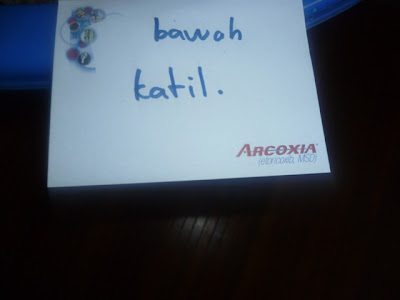 bawah
katil.
ARCOXIA
(etoricoxib, MSD)